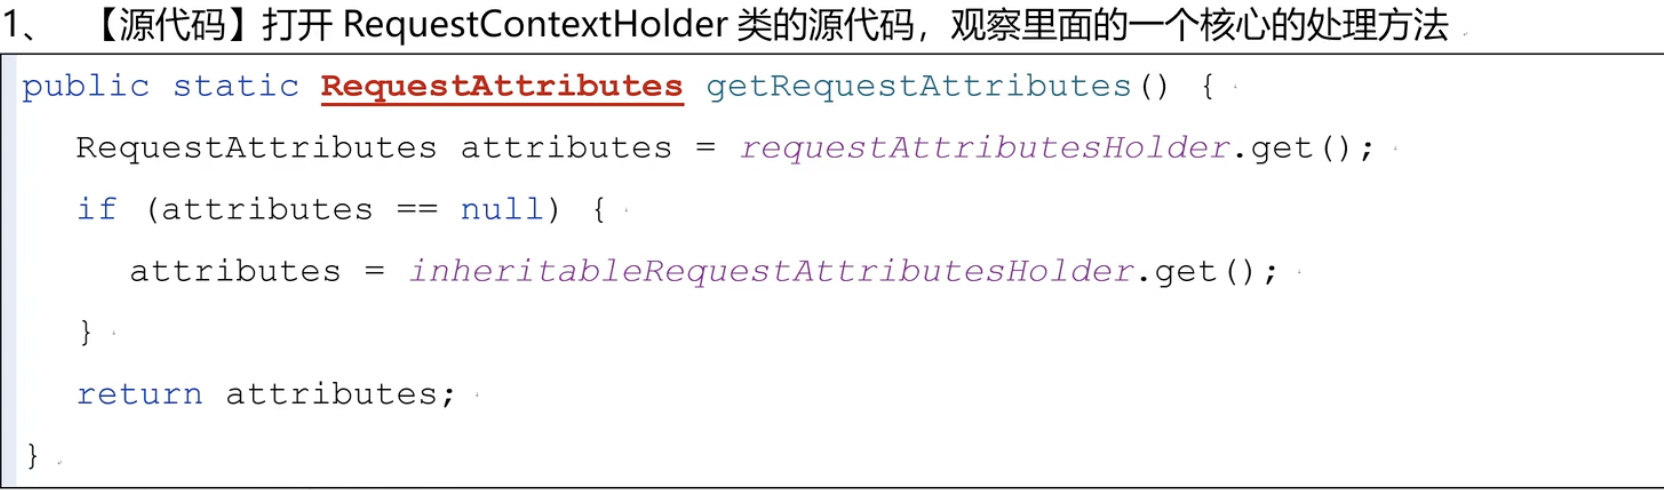 1、 【源代码】打开 RequestContextHolder 类的源代码，观察里面的一个核心的处理方法
public static RequestAttributes getRequestAttributes() {
RequestAttributes attributes = requestAttributesHolder.get();
if (attributes == null) {
attributes = inheritableRequestAttributesHolder.get();
}
return attributes;
}